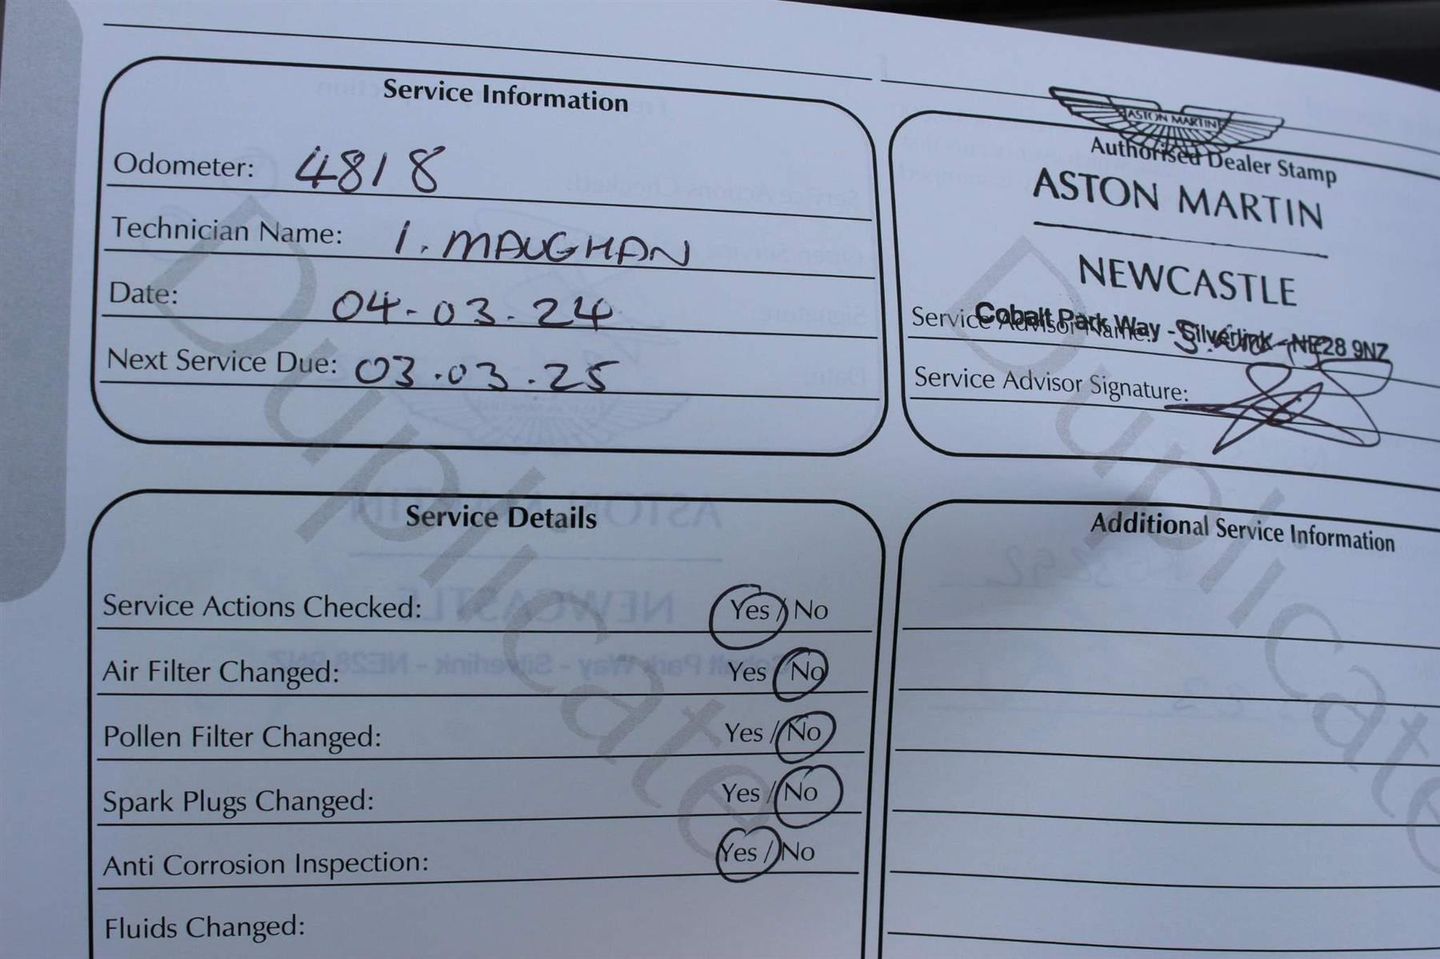 Service Information
Odometer: 4818
Technician Name: I. MAUGHAN
Date: 04-03.24
Next Service Due: 03.03.25
ASTON MARTIN
Authorised Dealer Stamp
ASTON MARTIN
NEWCASTLE
Cobalt Park Way - Silverlink - NE28 9NZ
Service Advisor Name:
Service Advisor Signature:
Service Details
Service Actions Checked: Yes / No
Air Filter Changed: Yes / No
Pollen Filter Changed: Yes / No
Spark Plugs Changed: Yes / No
Anti Corrosion Inspection: Yes / No
Fluids Changed:
Additional Service Information
Duplicate
Duplicate